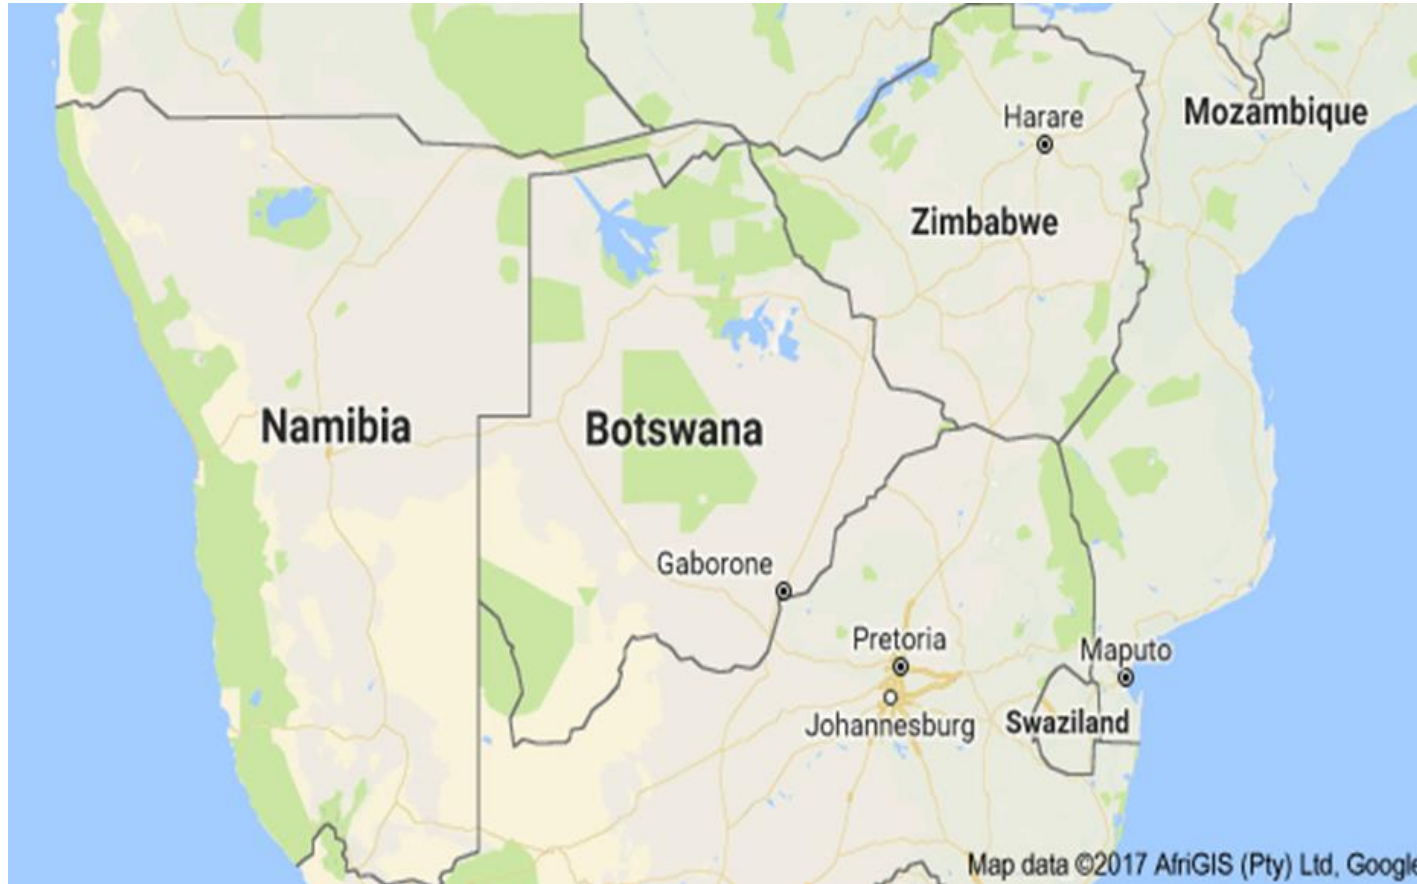 Mozambique
Harare
Zimbabwe
Namibia
Botswana
Gaborone
Pretoria
Maputo
Johannesburg
Swaziland
Map data ©2017 AfriGIS (Pty) Ltd, Google